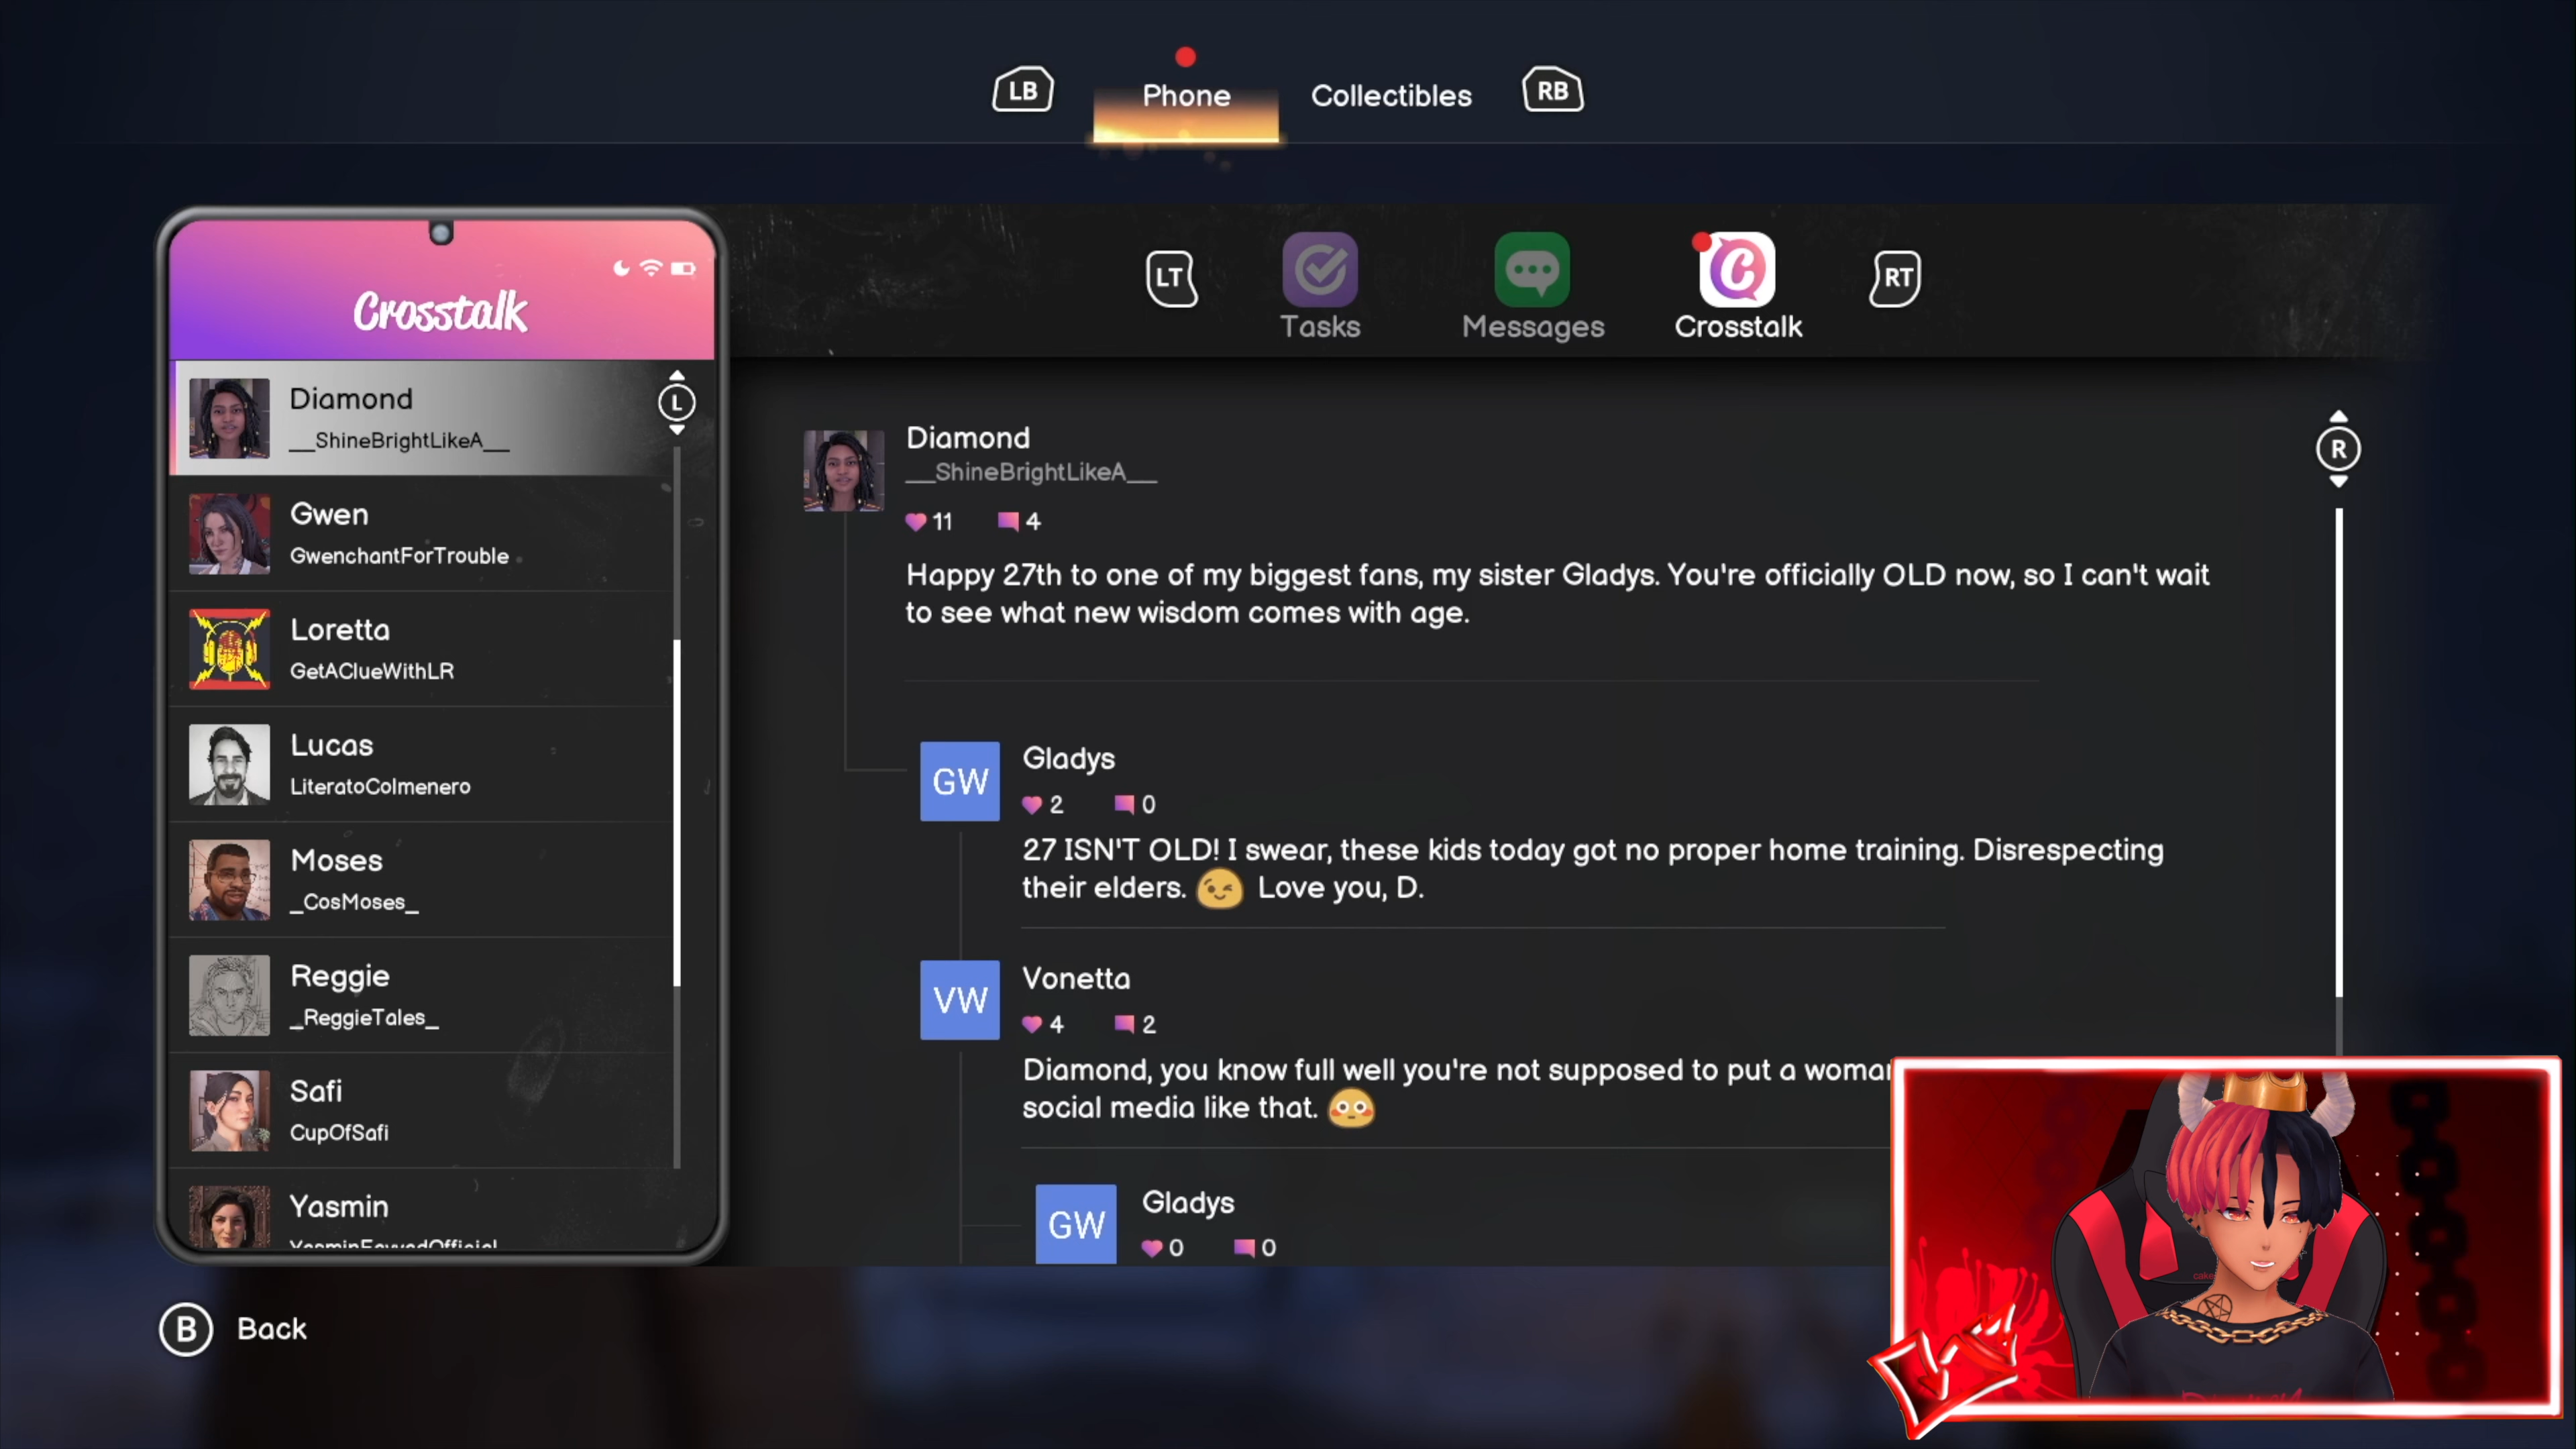 LB
Phone
Collectibles
RB
Crosstalk
LT
Tasks
Messages
Crosstalk
RT
Diamond
__ShineBrightLikeA__
L
Gwen
GwenchantForTrouble
Loretta
GetAClueWithLR
Lucas
LiteratoColmenero
Moses
_CosMoses_
Reggie
_ReggieTales_
Safi
CupOfSafi
Yasmin
YasminFayyadOfficial
Diamond
__ShineBrightLikeA__
R
11 4
Happy 27th to one of my biggest fans, my sister Gladys. You're officially OLD now, so I can't wait
to see what new wisdom comes with age.
GW
Gladys
2 0
27 ISN'T OLD! I swear, these kids today got no proper home training. Disrespecting
their elders. 😉 Love you, D.
VW
Vonetta
4 2
Diamond, you know full well you're not supposed to put a woman
social media like that. 😳
GW
Gladys
0 0
B Back
cake